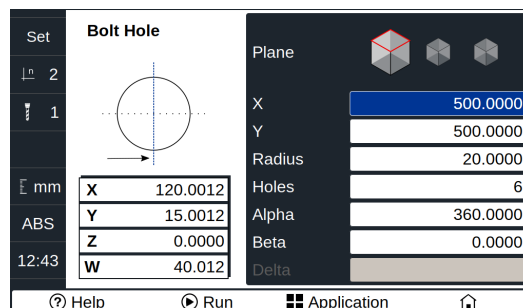 Set
2
1
mm
ABS
12:43
Bolt Hole
X 120.0012
Y 15.0012
Z 0.0000
W 40.012
Plane
X 500.0000
Y 500.0000
Radius 20.0000
Holes 6
Alpha 360.0000
Beta 0.0000
Delta
Help Run Application